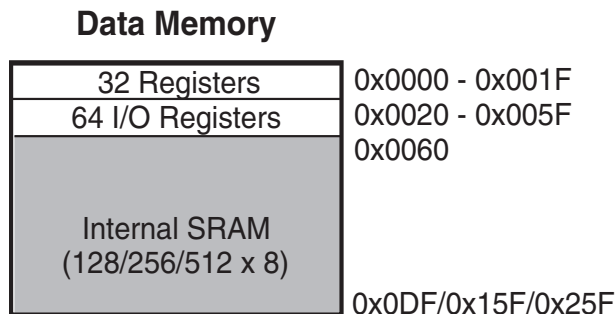 Data Memory
32 Registers 0x0000 - 0x001F
64 I/O Registers 0x0020 - 0x005F
0x0060
Internal SRAM
(128/256/512 x 8)
0x0DF/0x15F/0x25F